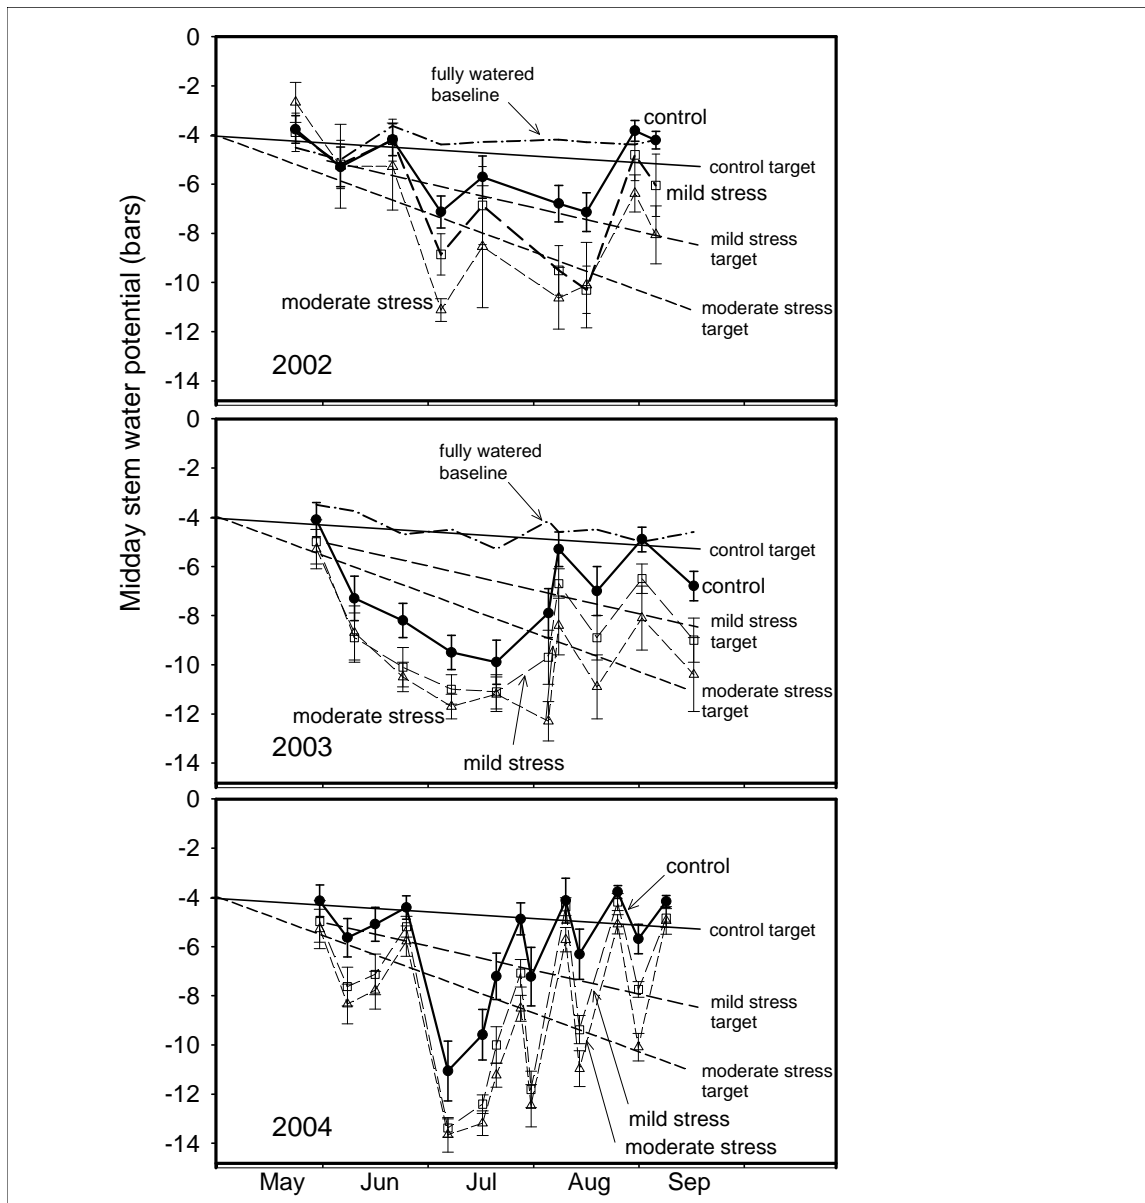 Midday stem water potential (bars)
0
-2
-4
-6
-8
-10
-12
-14
fully watered
baseline
control
control target
mild stress
mild stress
target
moderate stress
moderate stress
target
2002
0
-2
-4
-6
-8
-10
-12
-14
fully watered
baseline
control target
control
mild stress
target
moderate stress
target
moderate stress
2003
mild stress
0
-2
-4
-6
-8
-10
-12
-14
control
control target
mild stress
target
moderate stress
target
mild stress
moderate stress
2004
May Jun Jul Aug Sep